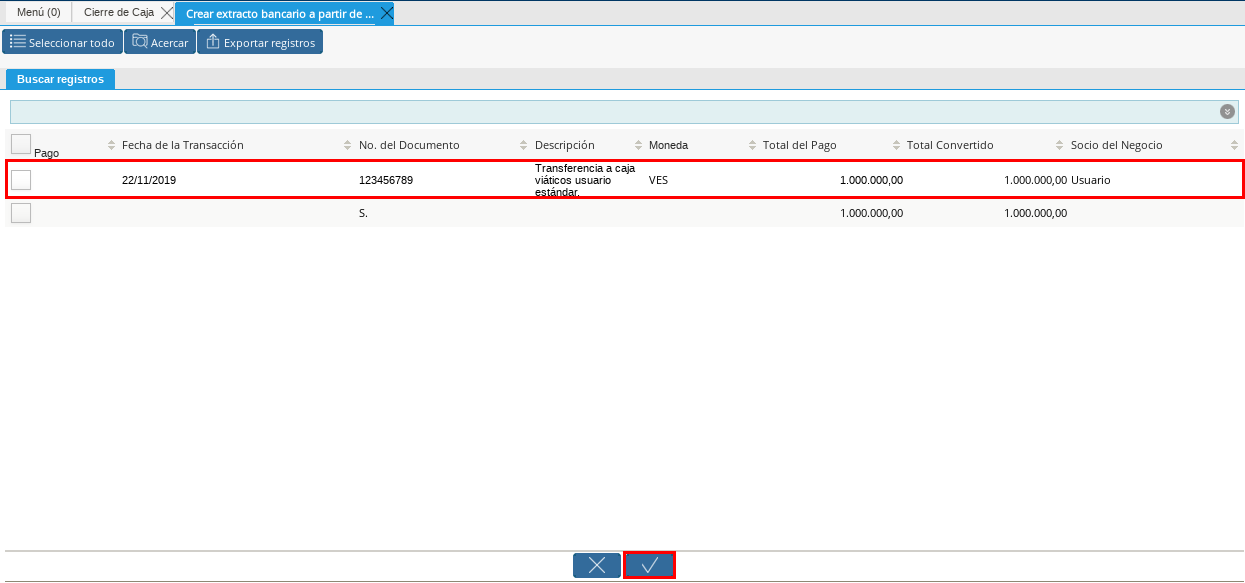 Menú (0) Cierre de Caja Crear extracto bancario a partir de ...
Seleccionar todo Acercar Exportar registros
Buscar registros
Pago Fecha de la Transacción No. del Documento Descripción Moneda Total del Pago Total Convertido Socio del Negocio
22/11/2019 123456789 Transferencia a caja viáticos usuario estándar. VES 1.000.000,00 1.000.000,00 Usuario
S. 1.000.000,00 1.000.000,00